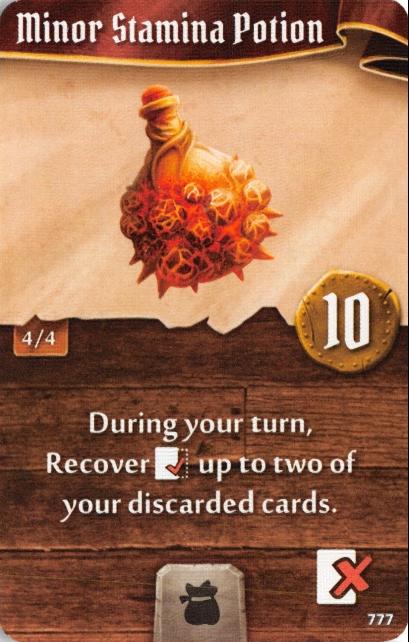 Minor Stamina Potion
10
4/4
During your turn,
Recover up to two of
your discarded cards.
777